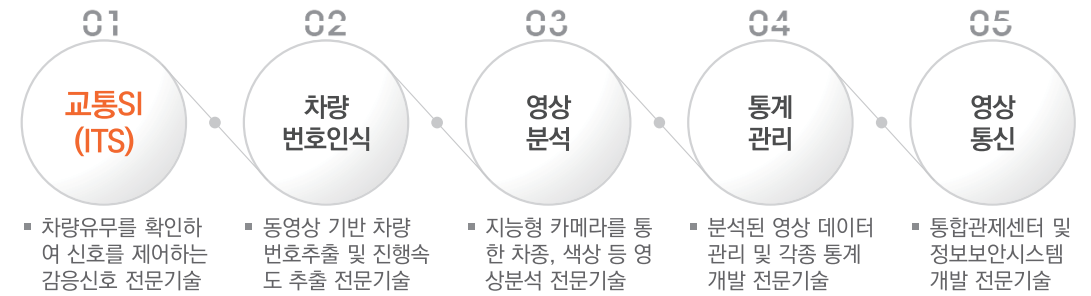 01
교통SI
(ITS)
차량유무를 확인하
여 신호를 제어하는
감응신호 전문기술
02
차량
번호인식
동영상 기반 차량
번호추출 및 진행속
도 추출 전문기술
03
영상
분석
지능형 카메라를 통
한 차종, 색상 등 영
상분석 전문기술
04
통계
관리
분석된 영상 데이터
관리 및 각종 통계
개발 전문기술
05
영상
통신
통합관제센터 및
정보보안시스템
개발 전문기술